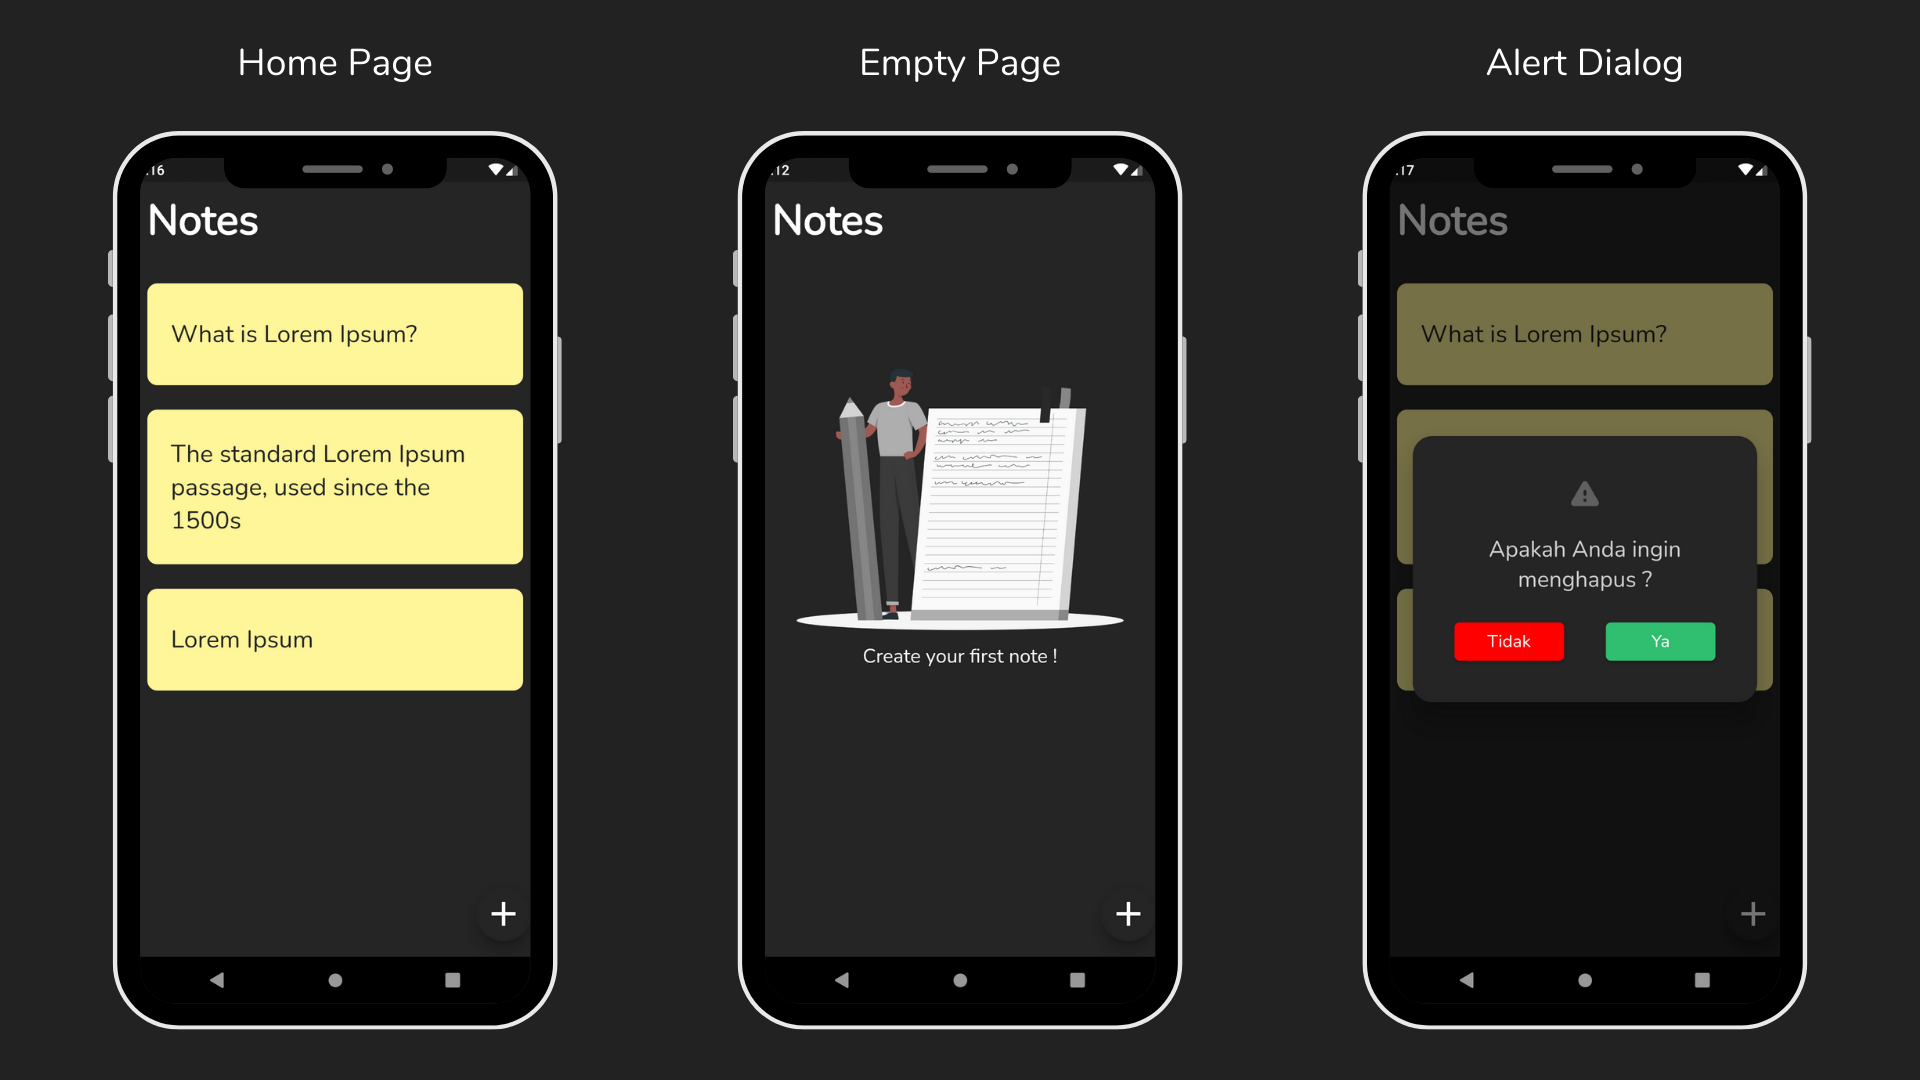 Home Page
Empty Page
Alert Dialog
:16
Notes
What is Lorem Ipsum?
The standard Lorem Ipsum
passage, used since the
1500s
Lorem Ipsum
:12
Notes
Create your first note !
:17
Notes
What is Lorem Ipsum?
Apakah Anda ingin
menghapus ?
Tidak
Ya